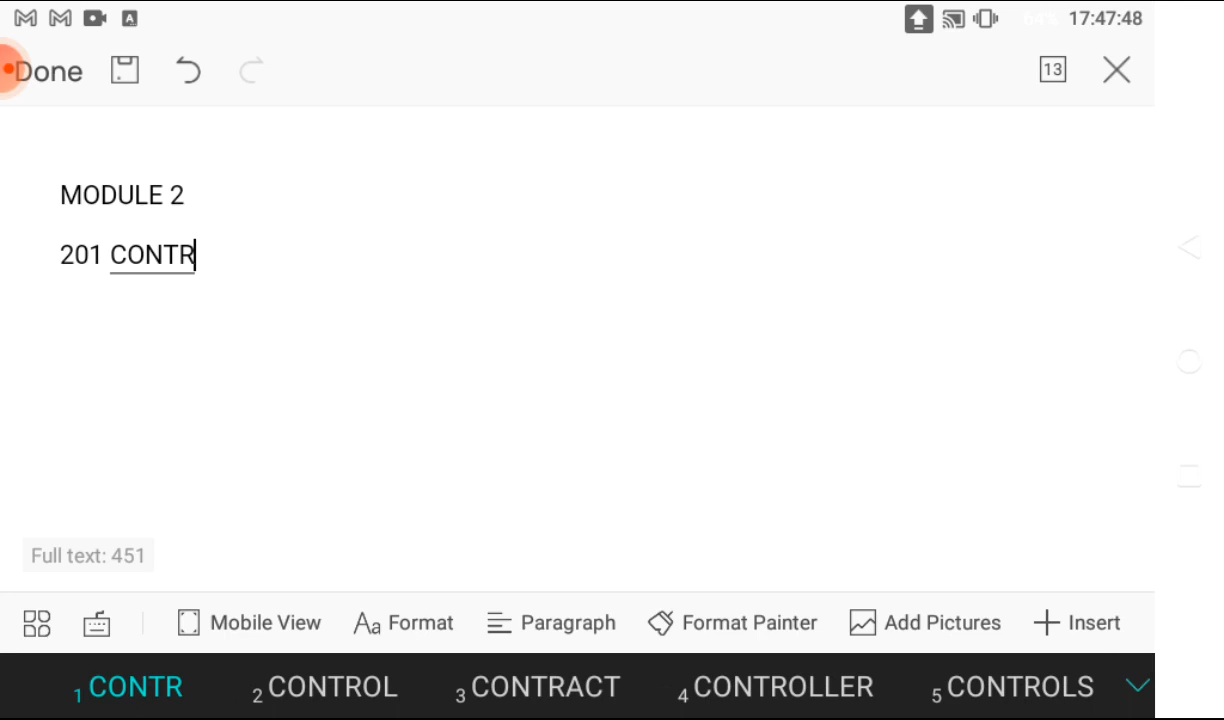 17:47:48
Done
13
MODULE 2
201 CONTR
Full text: 451
Mobile View Aa Format Paragraph Format Painter Add Pictures Insert
1 CONTR 2 CONTROL 3 CONTRACT 4 CONTROLLER 5 CONTROLS